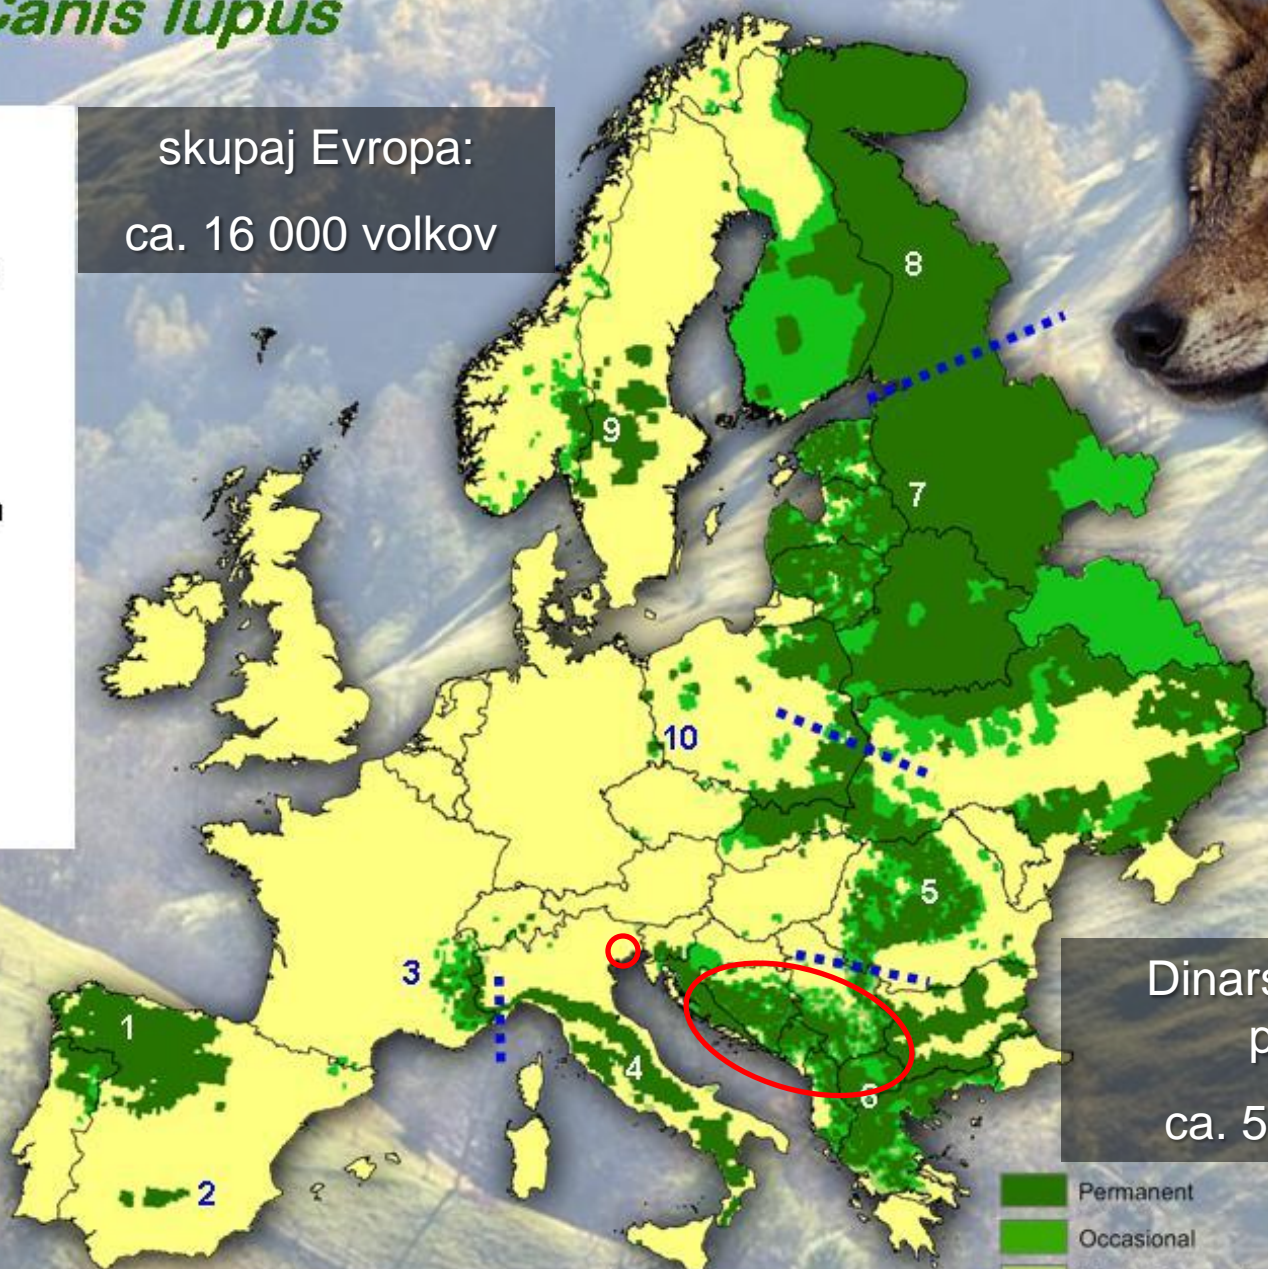 Canis lupus
skupaj Evropa:
ca. 16 000 volkov
8
9
7
10
5
3
1
4
6
2
Dinars
p
ca. 5
Permanent
Occasional